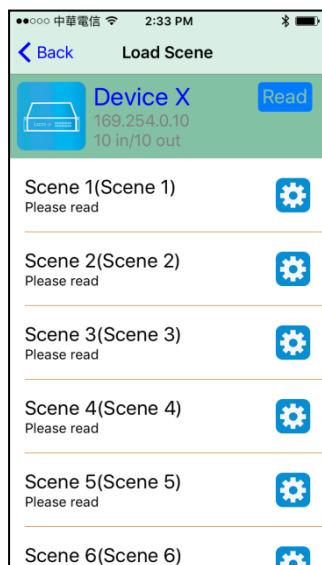 中華電信 2:33 PM
Back Load Scene
Device X Read
169.254.0.10
10 in/10 out
Scene 1(Scene 1)
Please read
Scene 2(Scene 2)
Please read
Scene 3(Scene 3)
Please read
Scene 4(Scene 4)
Please read
Scene 5(Scene 5)
Please read
Scene 6(Scene 6)